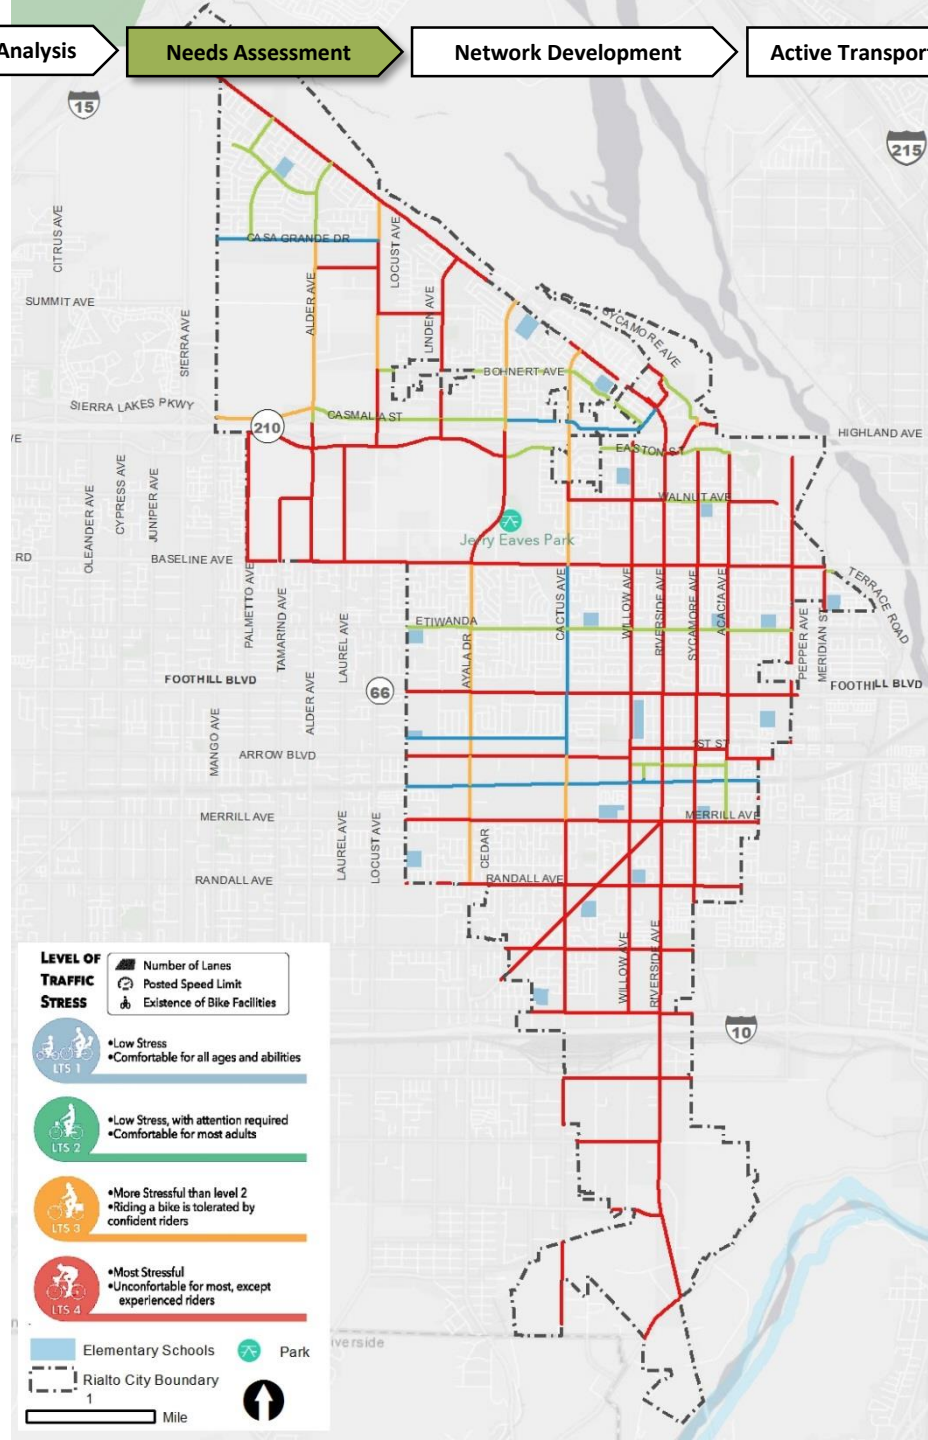 Analysis
Needs Assessment
Network Development
Active Transpor
15
215
CITRUS AVE
SUMMIT AVE
SIERRA AVE
CASA GRANDE DR
ALDER AVE
LOCUST AVE
LINDEN AVE
SYCAMORE AVE
BOHNERT AVE
SIERRA LAKES PKWY
210
CASMALIA ST
HIGHLAND AVE
EASTON ST
OLEANDER AVE
CYPRESS AVE
JUNIPER AVE
WALNUT AVE
Jerry Eaves Park
RD
BASELINE AVE
TERRACE ROAD
PALMETTO AVE
TAMARIND AVE
LAUREL AVE
ETIWANDA
AYALA DR
CACTUS AVE
WILLOW AVE
RIVERSIDE AVE
SYCAMORE AVE
ACACIA AVE
PEPPER AVE
MERIDIAN ST
FOOTHILL BLVD
66
FOOTHILL BLVD
MANGO AVE
ALDER AVE
ARROW BLVD
1ST ST
MERRILL AVE
MERRILL AVE
LAUREL AVE
LOCUST AVE
CEDAR
RANDALL AVE
RANDALL AVE
WILLOW AVE
RIVERSIDE AVE
10
LEVEL OF
TRAFFIC
STRESS
Number of Lanes
Posted Speed Limit
Existence of Bike Facilities
LTS 1
•Low Stress
•Comfortable for all ages and abilities
LTS 2
•Low Stress, with attention required
•Comfortable for most adults
LTS 3
•More Stressful than level 2
•Riding a bike is tolerated by
confident riders
LTS 4
•Most Stressful
•Unconfortable for most, except
experienced riders
Elementary Schools
Park
Rialto City Boundary
1
Mile
verside